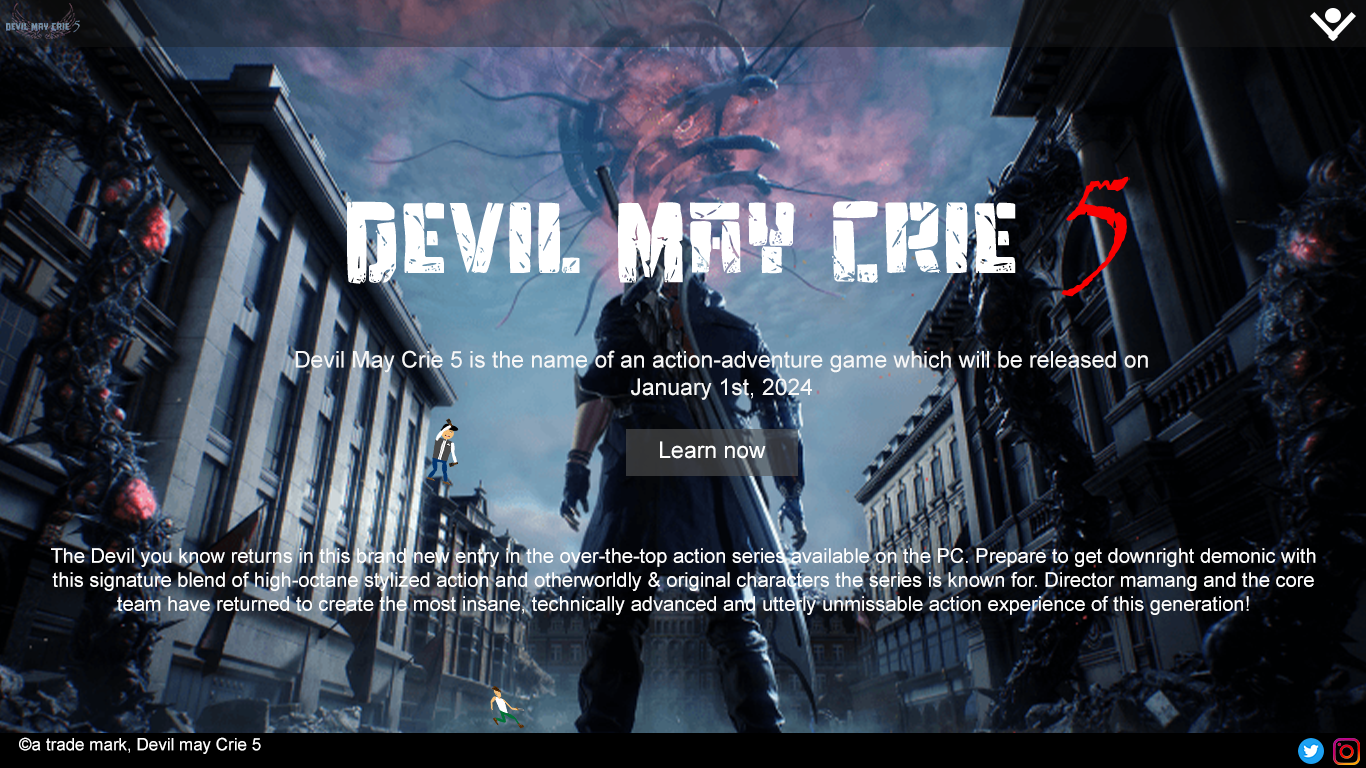 DEVIL MAY CRIE 5
DEVIL MAY CRIE 5
Devil May Crie 5 is the name of an action-adventure game which will be released on
January 1st, 2024
Learn now
The Devil you know returns in this brand new entry in the over-the-top action series available on the PC. Prepare to get downright demonic with
this signature blend of high-octane stylized action and otherworldly & original characters the series is known for. Director mamang and the core
team have returned to create the most insane, technically advanced and utterly unmissable action experience of this generation!
©a trade mark, Devil may Crie 5